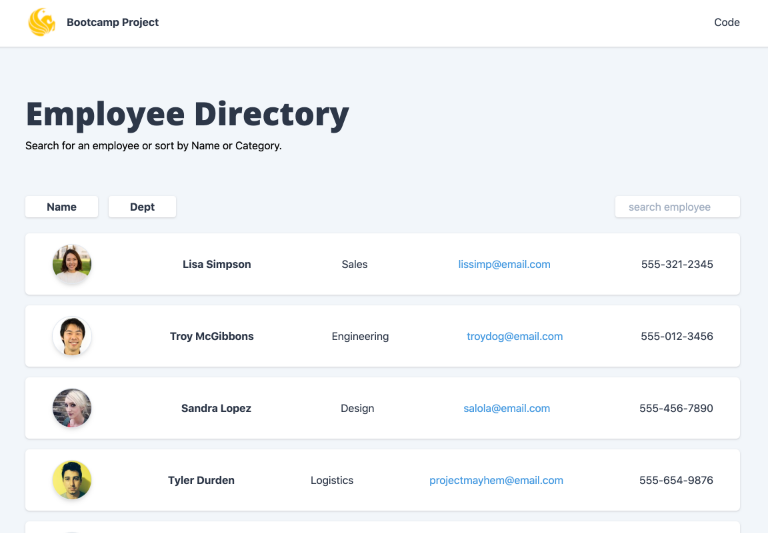 Bootcamp Project Code
Employee Directory
Search for an employee or sort by Name or Category.
Name Dept search employee
Lisa Simpson Sales lissimp@email.com 555-321-2345
Troy McGibbons Engineering troydog@email.com 555-012-3456
Sandra Lopez Design salola@email.com 555-456-7890
Tyler Durden Logistics projectmayhem@email.com 555-654-9876